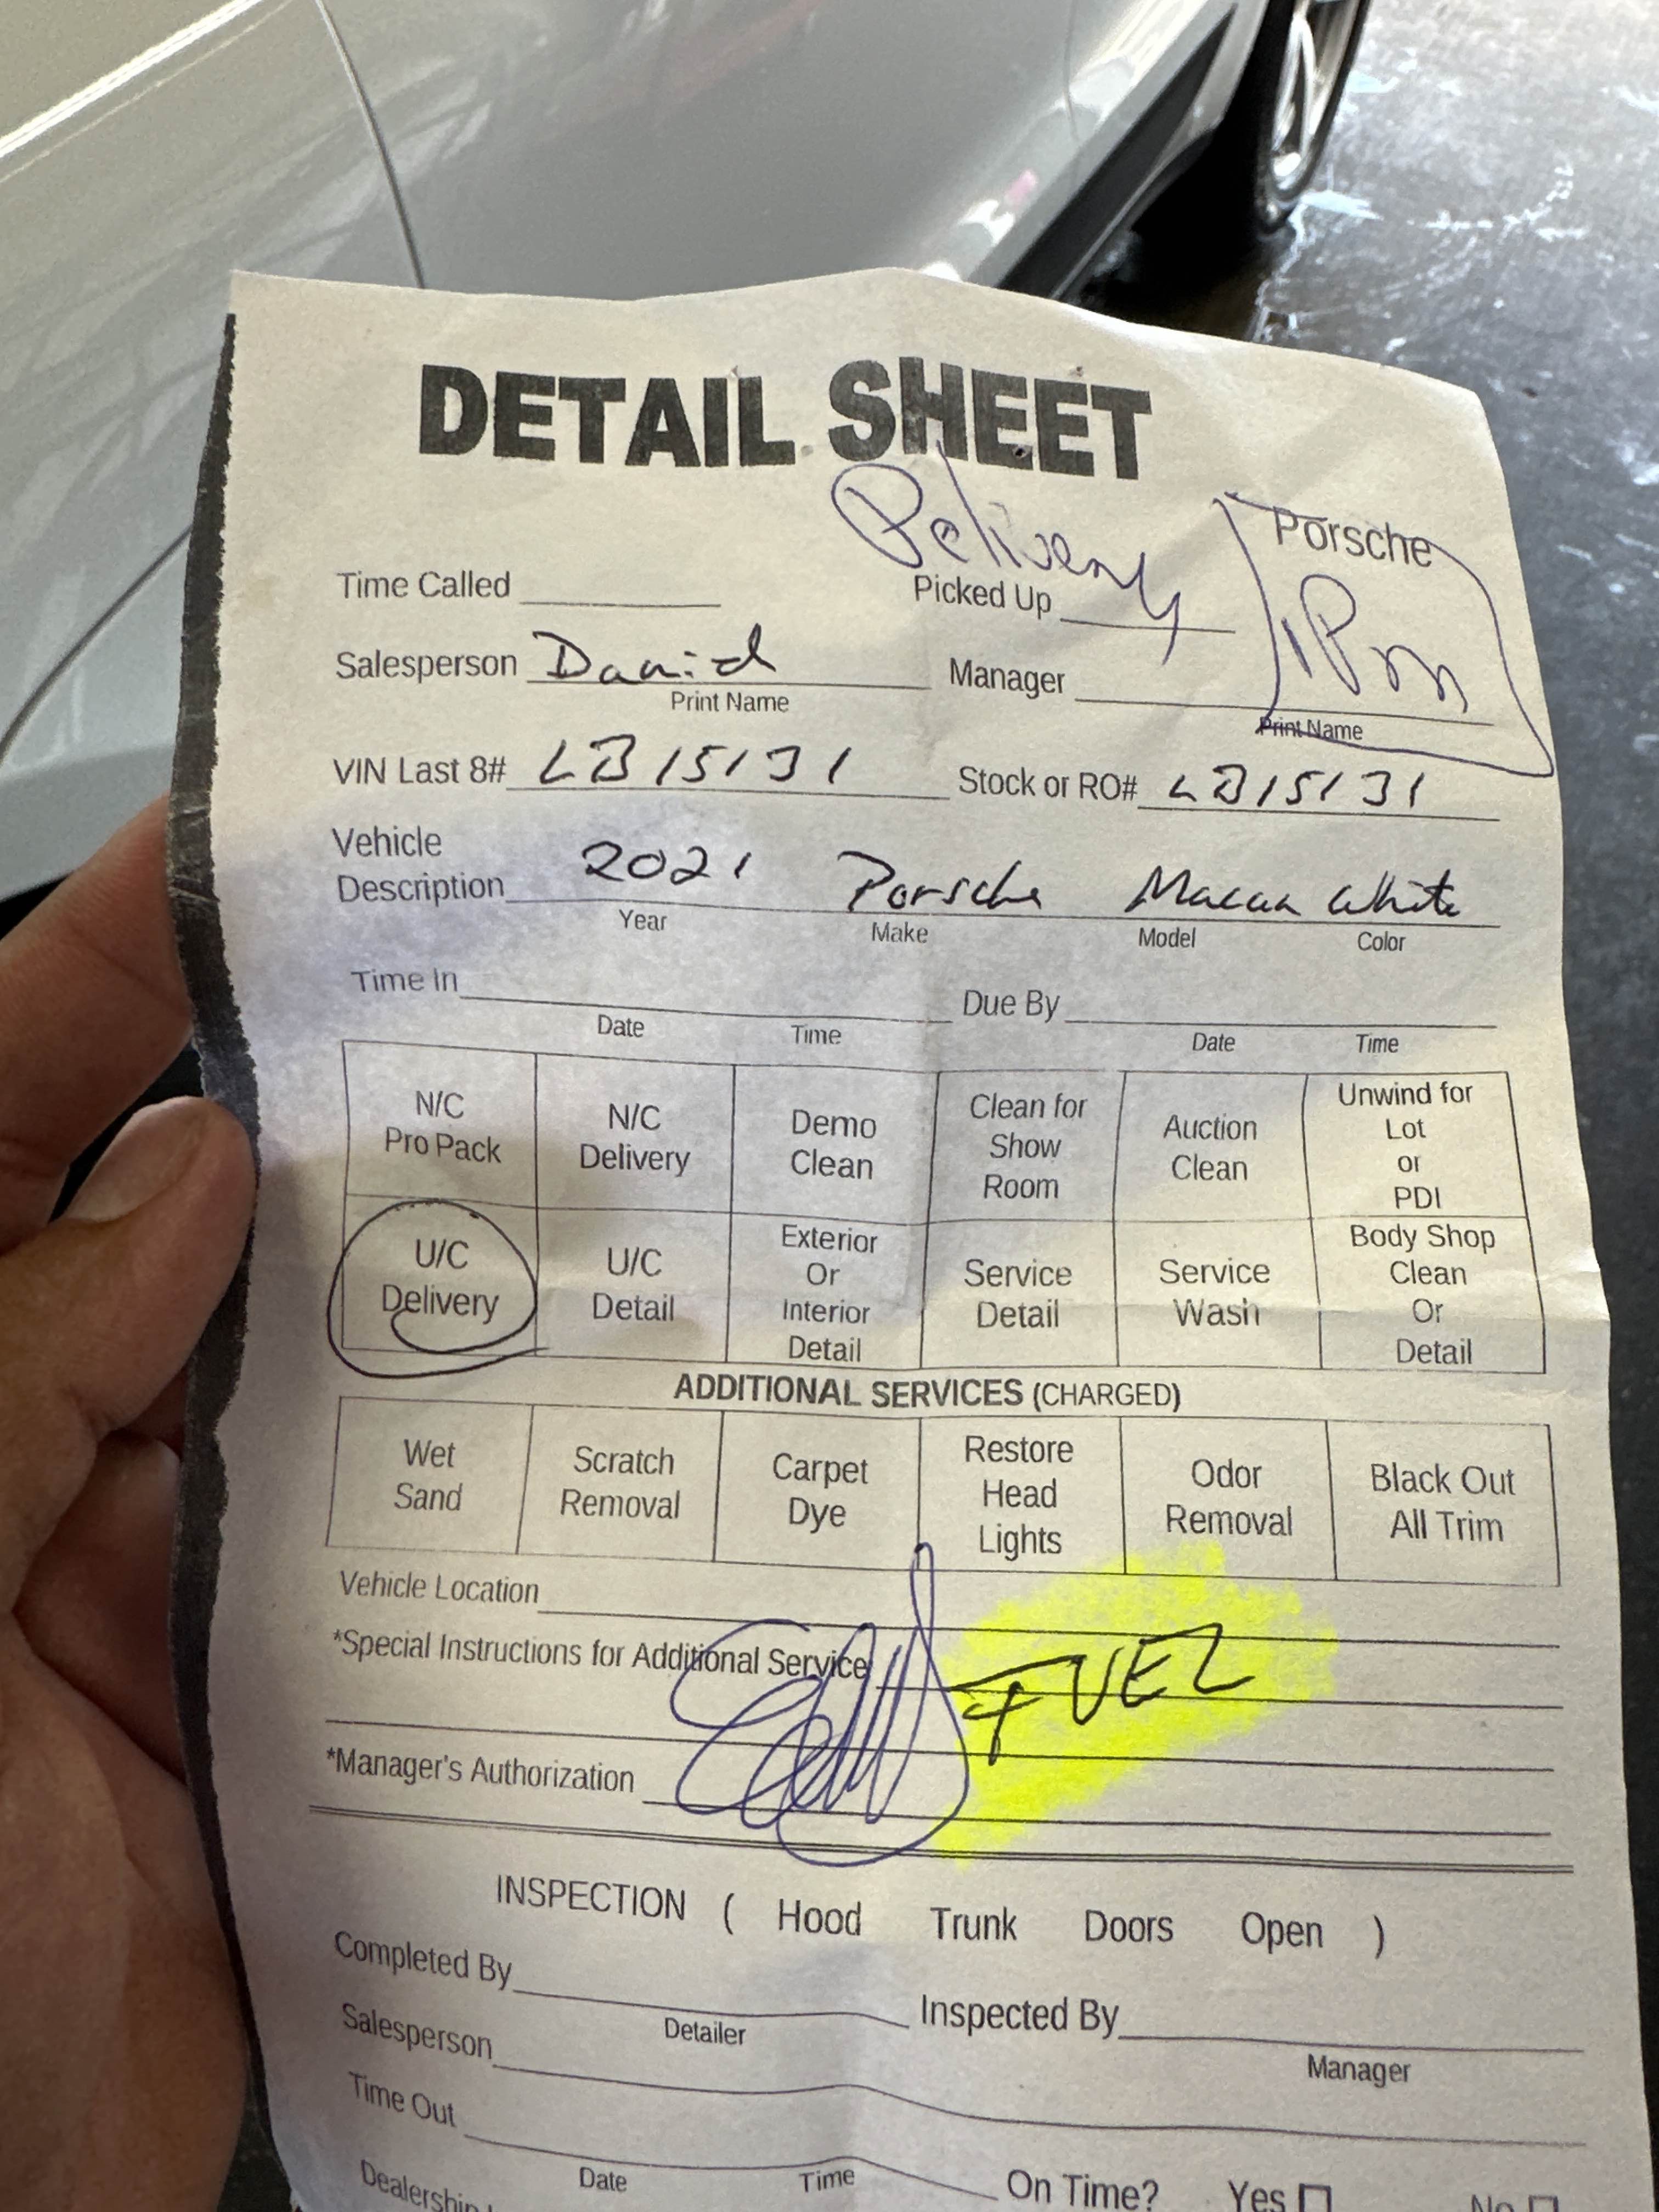 DETAIL SHEET
Delivery
Porsche
1Pm
Time Called Picked Up
Salesperson David Manager
Print Name Print Name
VIN Last 8# LB15131 Stock or RO# LB15131
Vehicle
Description 2021 Porsche Macan White
Year Make Model Color
Time In Due By
Date Time Date Time
N/C Pro Pack
N/C Delivery
Demo Clean
Clean for Show Room
Auction Clean
Unwind for Lot or PDI
U/C Delivery
U/C Detail
Exterior Or Interior Detail
Service Detail
Service Wash
Body Shop Clean Or Detail
ADDITIONAL SERVICES (CHARGED)
Wet Sand
Scratch Removal
Carpet Dye
Restore Head Lights
Odor Removal
Black Out All Trim
Vehicle Location
*Special Instructions for Additional Service FUEL
*Manager's Authorization
INSPECTION ( Hood Trunk Doors Open )
Completed By Inspected By
Detailer Manager
Salesperson
Time Out On Time? Yes No
Date Time
Dealership